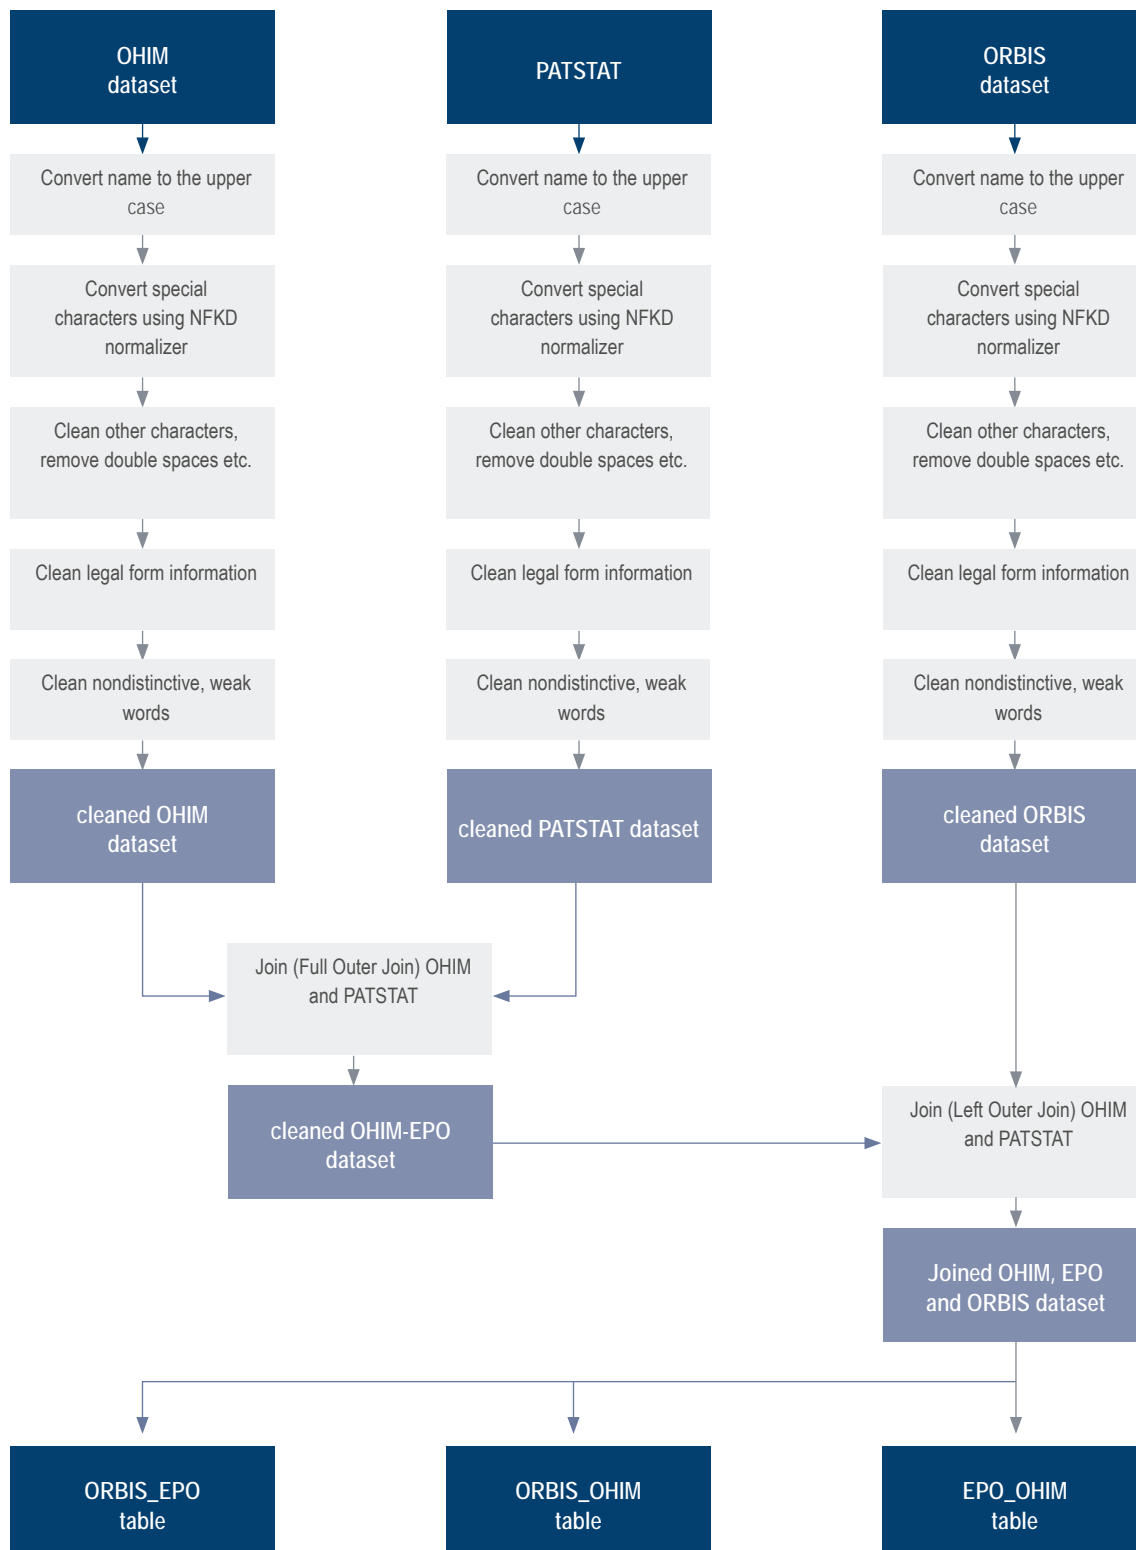 OHIM
dataset
PATSTAT
ORBIS
dataset
Convert name to the upper
case
Convert name to the upper
case
Convert name to the upper
case
Convert special
characters using NFKD
normalizer
Convert special
characters using NFKD
normalizer
Convert special
characters using NFKD
normalizer
Clean other characters,
remove double spaces etc.
Clean other characters,
remove double spaces etc.
Clean other characters,
remove double spaces etc.
Clean legal form information
Clean legal form information
Clean legal form information
Clean nondistinctive, weak
words
Clean nondistinctive, weak
words
Clean nondistinctive, weak
words
cleaned OHIM
dataset
cleaned PATSTAT dataset
cleaned ORBIS
dataset
Join (Full Outer Join) OHIM
and PATSTAT
cleaned OHIM-EPO
dataset
Join (Left Outer Join) OHIM
and PATSTAT
Joined OHIM, EPO
and ORBIS dataset
ORBIS_EPO
table
ORBIS_OHIM
table
EPO_OHIM
table